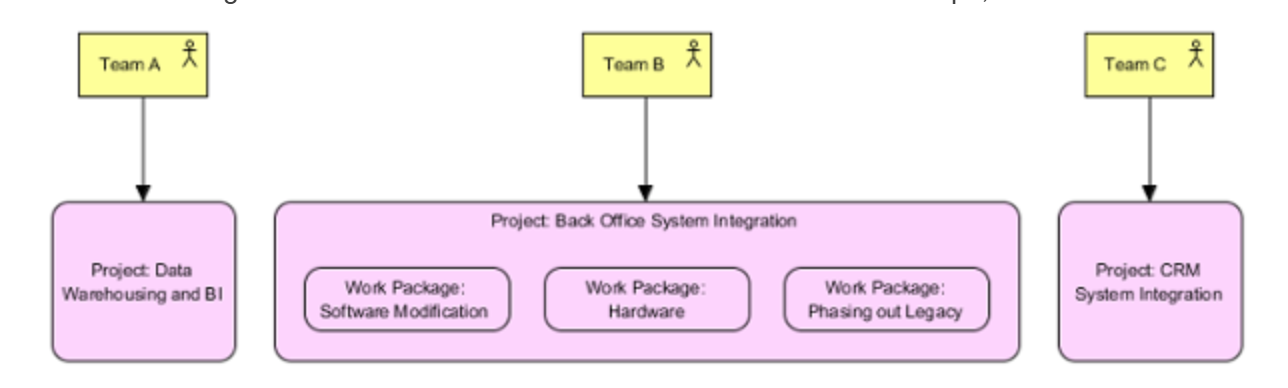 Team A
Team B
Team C
Project: Data
Warehousing and BI
Project: Back Office System Integration
Work Package:
Software Modification
Work Package:
Hardware
Work Package:
Phasing out Legacy
Project: CRM
System Integration